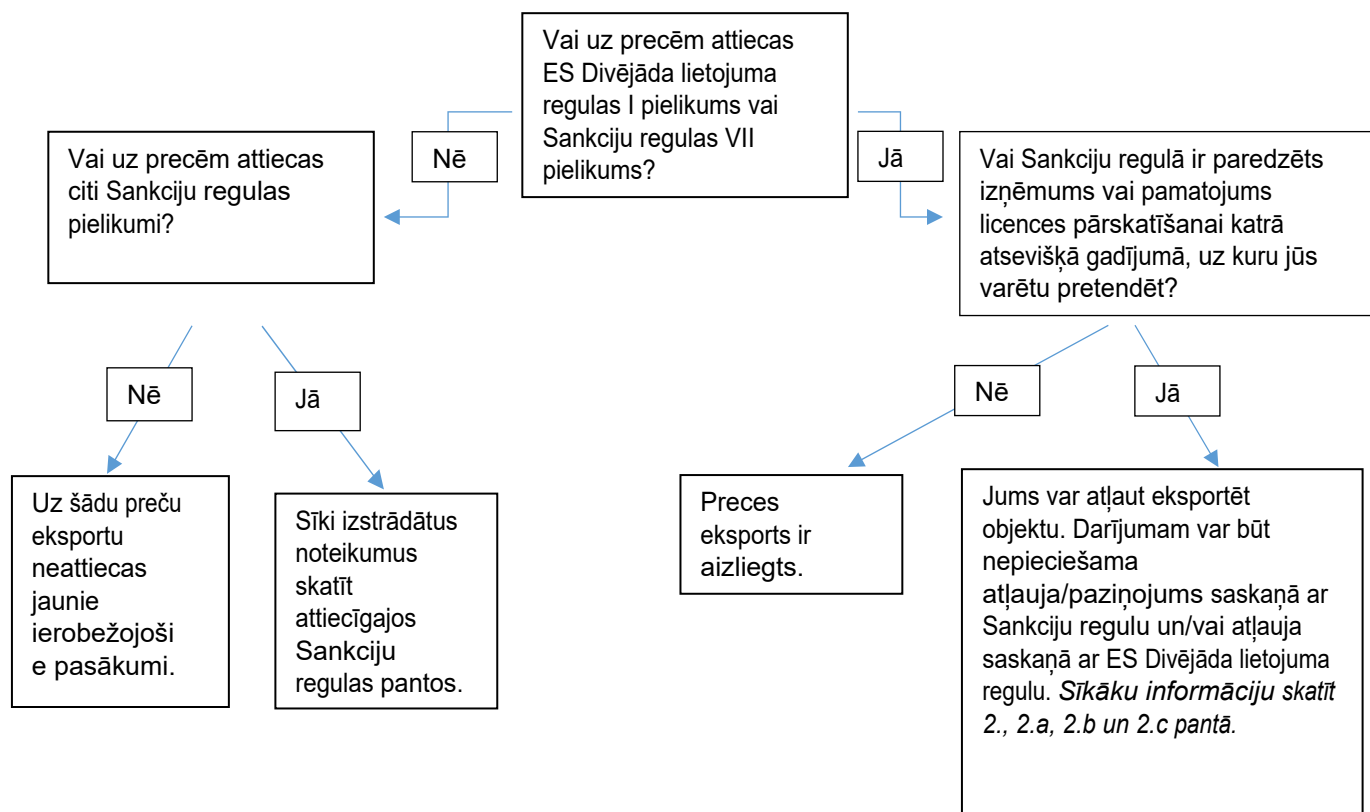 Vai uz precēm attiecas
ES Divējāda lietojuma
regulas I pielikums vai
Sankciju regulas VII
pielikums?
Nē
Jā
Vai uz precēm attiecas
citi Sankciju regulas
pielikumi?
Vai Sankciju regulā ir paredzēts
izņēmums vai pamatojums
licences pārskatīšanai katrā
atsevišķā gadījumā, uz kuru jūs
varētu pretendēt?
Nē
Jā
Nē
Jā
Uz šādu preču
eksportu
neattiecas
jaunie
ierobežojoši
e pasākumi.
Sīki izstrādātus
noteikumus
skatīt
attiecīgajos
Sankciju
regulas pantos.
Preces
eksports ir
aizliegts.
Jums var atļaut eksportēt
objektu. Darījumam var būt
nepieciešama
atļauja/paziņojums saskaņā ar
Sankciju regulu un/vai atļauja
saskaņā ar ES Divējāda lietojuma
regulu. Sīkāku informāciju skatīt
2., 2.a, 2.b un 2.c pantā.